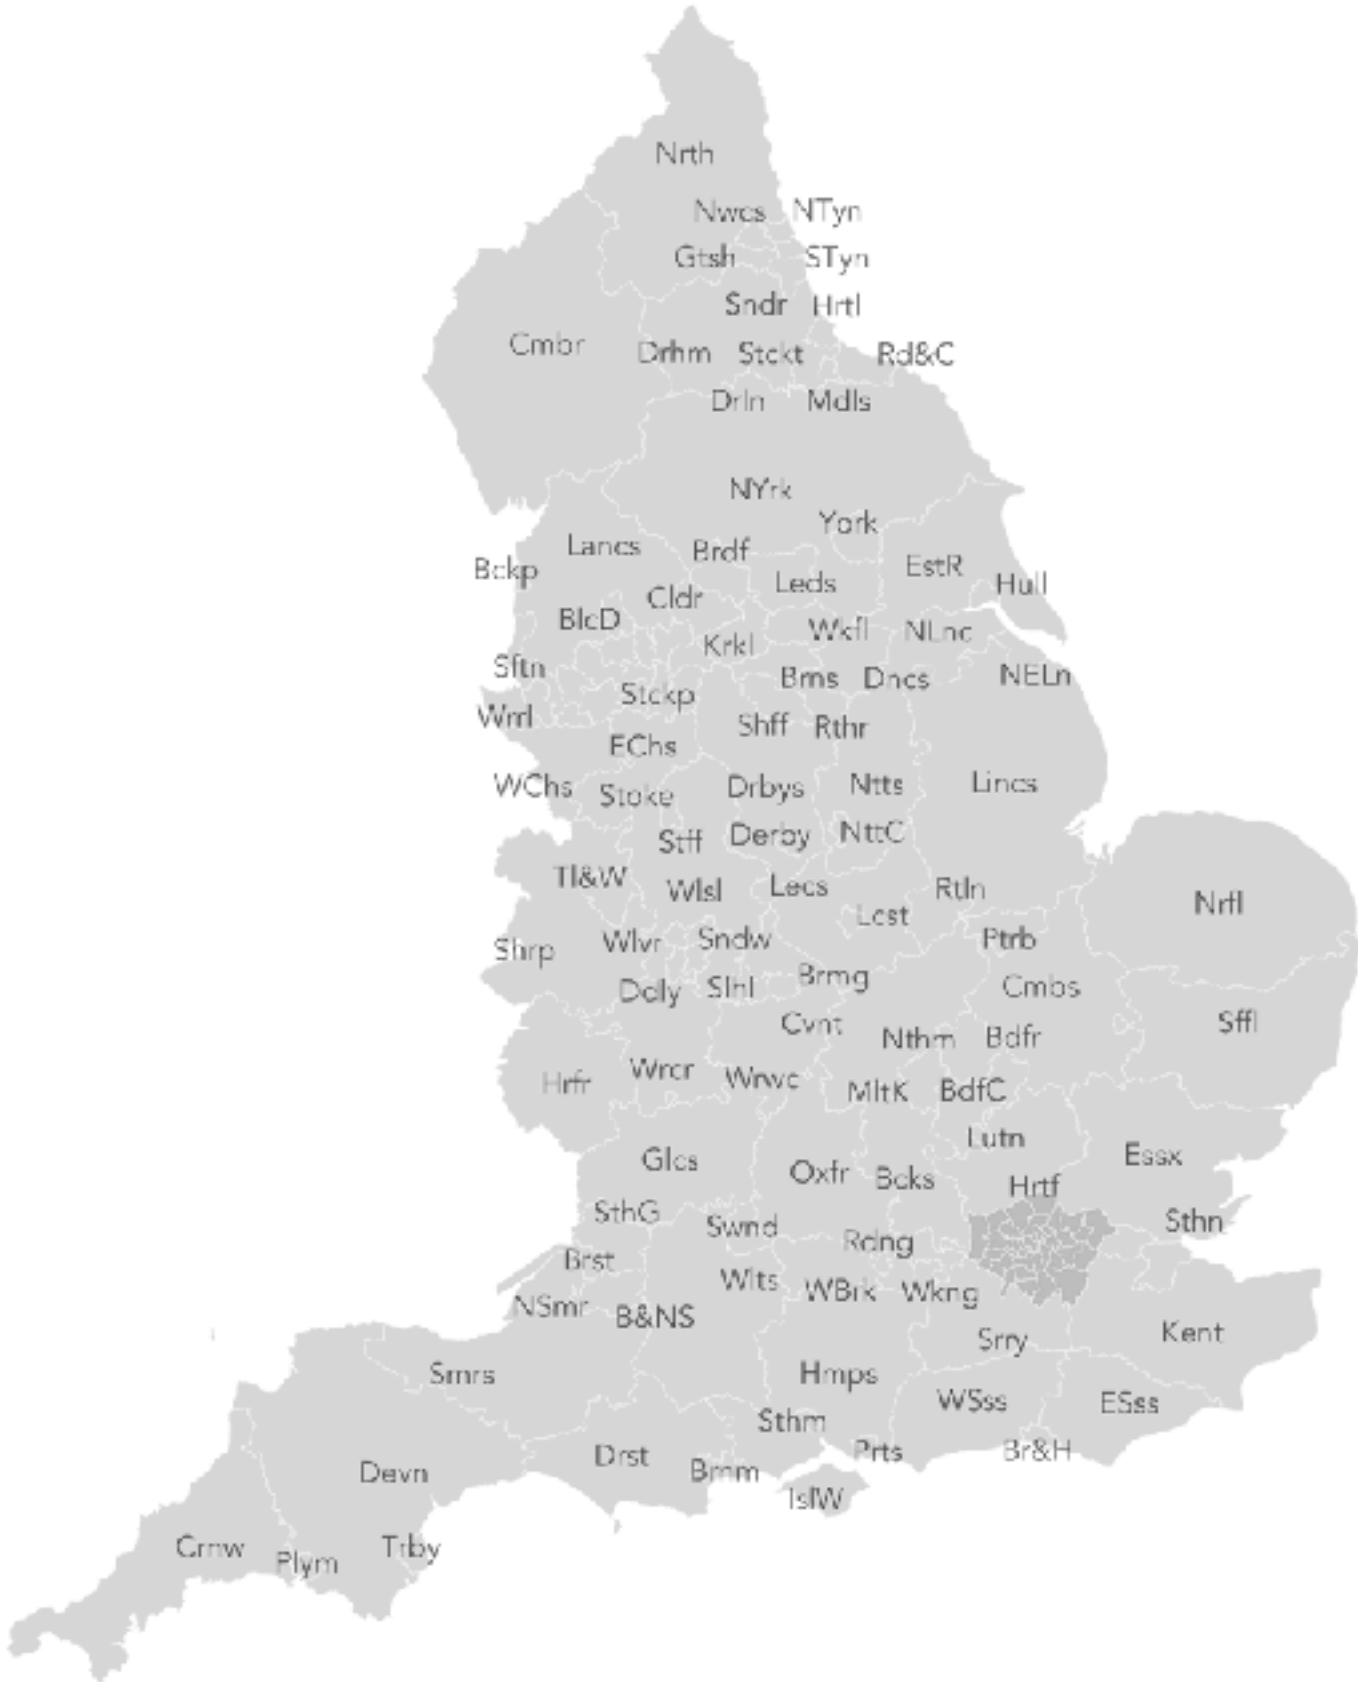 Nrth
Nwcs NTyn
Gtsh STyn
Sndr Hrtl
Cmbr Drhm Stckt Rd&C
Drln Mdls
NYrk
York
Lancs Brdf
Bckp Leds EstR Hull
Cldr
BlcD Wkfl NLnc
Krkl
Sftn Brns Dncs NELn
Stckp
Wrrl Shff Rthr
EChs
WChs Stoke Drbys Ntts Lincs
Stff Derby NttC
Tl&W Wlsl Lecs Rtln Nrfl
Lcst
Shrp Wlvr Sndw Ptrb
Ddly Slhl Brmg Cmbs
Cvnt Nthm Bdfr Sffl
Hrfr Wrcr Wrwc MltK BdfC
Lutn
Glcs Oxfr Bcks Essx
Hrtf
SthG Swnd Sthn
Rdng
Brst Wlts WBrk Wkng
NSmr B&NS Srry Kent
Smrs Hmps
WSss ESss
Sthm
Drst Prts Br&H
Devn Brnm
IslW
Crnw Plym Trby